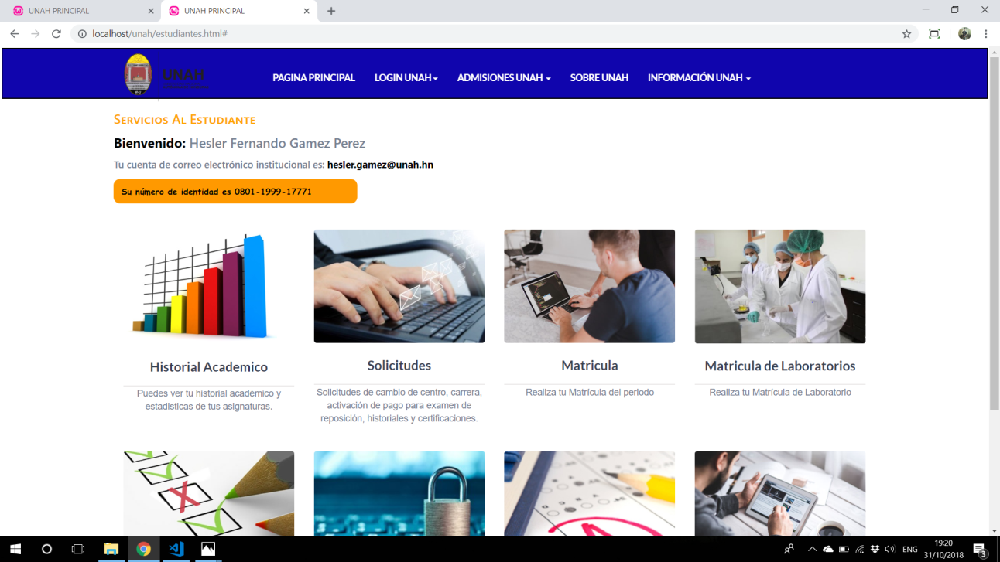 UNAH PRINCIPAL
UNAH PRINCIPAL
localhost/unah/estudiantes.html#
UNAH
PAGINA PRINCIPAL
LOGIN UNAH
ADMISIONES UNAH
SOBRE UNAH
INFORMACIÓN UNAH
Servicios Al Estudiante
Bienvenido: Hesler Fernando Gamez Perez
Tu cuenta de correo electrónico institucional es: hesler.gamez@unah.hn
Su número de identidad es 0801-1999-17771
Historial Academico
Puedes ver tu historial académico y
estadisticas de tus asignaturas.
Solicitudes
Solicitudes de cambio de centro, carrera,
activación de pago para examen de
reposición, historiales y certificaciones.
Matricula
Realiza tu Matrícula del periodo
Matricula de Laboratorios
Realiza tu Matrícula de Laboratorio
ENG
19:20
31/10/2018
3